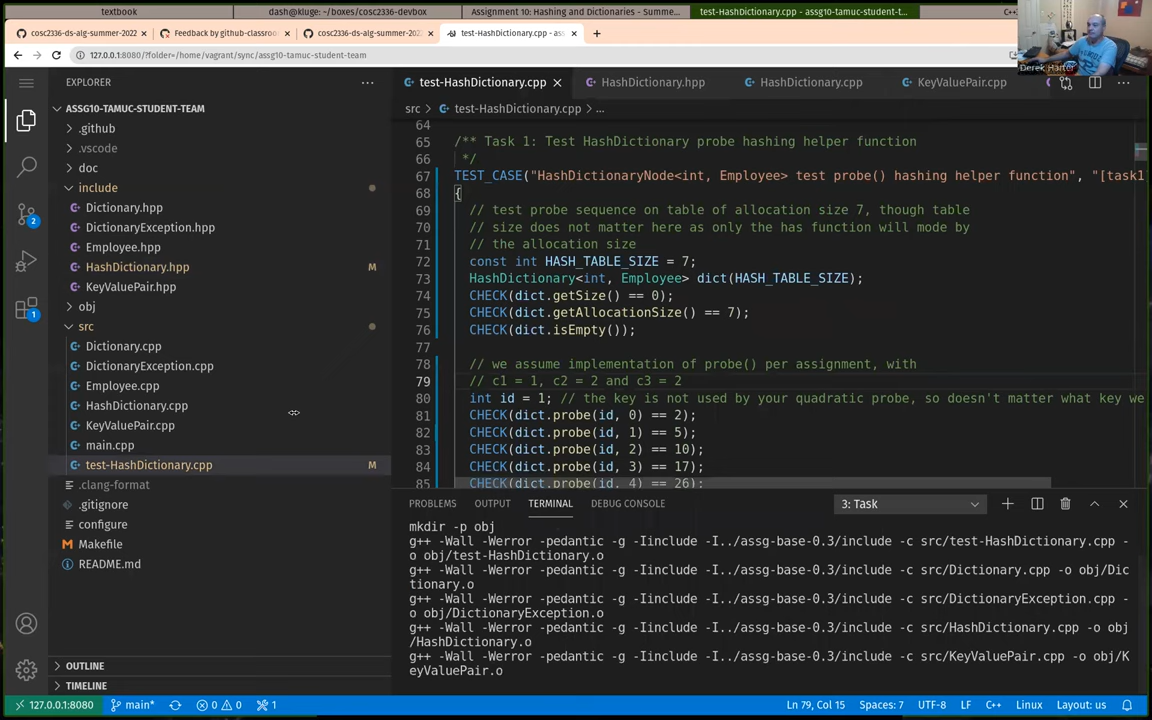 textbook
dash@kluge: ~/boxes/cosc2336-devbox
Assignment 10: Hashing and Dictionaries - Summe...
test-HashDictionary.cpp - assg10-tamuc-student-t...
cosc2336-ds-alg-summer-2022
Feedback by github-classroo
cosc2336-ds-alg-summer-2022
test-HashDictionary.cpp - as
127.0.0.1:8080/?folder=/home/vagrant/sync/assg10-tamuc-student-team
Derek Harter
EXPLORER
test-HashDictionary.cpp
HashDictionary.hpp
HashDictionary.cpp
KeyValuePair.cpp
ASSG10-TAMUC-STUDENT-TEAM
src > test-HashDictionary.cpp > ...
.github
.vscode
doc
include
Dictionary.hpp
DictionaryException.hpp
Employee.hpp
HashDictionary.hpp M
KeyValuePair.hpp
obj
src
Dictionary.cpp
DictionaryException.cpp
Employee.cpp
HashDictionary.cpp
KeyValuePair.cpp
main.cpp
test-HashDictionary.cpp M
.clang-format
.gitignore
configure
Makefile
README.md
OUTLINE
TIMELINE
2
1
64
65 /** Task 1: Test HashDictionary probe hashing helper function
66 */
67 TEST_CASE("HashDictionaryNode<int, Employee> test probe() hashing helper function", "[task1
68 {
69 // test probe sequence on table of allocation size 7, though table
70 // size does not matter here as only the has function will mode by
71 // the allocation size
72 const int HASH_TABLE_SIZE = 7;
73 HashDictionary<int, Employee> dict(HASH_TABLE_SIZE);
74 CHECK(dict.getSize() == 0);
75 CHECK(dict.getAllocationSize() == 7);
76 CHECK(dict.isEmpty());
77
78 // we assume implementation of probe() per assignment, with
79 // c1 = 1, c2 = 2 and c3 = 2
80 int id = 1; // the key is not used by your quadratic probe, so doesn't matter what key we
81 CHECK(dict.probe(id, 0) == 2);
82 CHECK(dict.probe(id, 1) == 5);
83 CHECK(dict.probe(id, 2) == 10);
84 CHECK(dict.probe(id, 3) == 17);
85 CHECK(dict.probe(id, 4) == 26);
PROBLEMS OUTPUT TERMINAL DEBUG CONSOLE
3: Task
mkdir -p obj
g++ -Wall -Werror -pedantic -g -Iinclude -I../assg-base-0.3/include -c src/test-HashDictionary.cpp -
o obj/test-HashDictionary.o
g++ -Wall -Werror -pedantic -g -Iinclude -I../assg-base-0.3/include -c src/Dictionary.cpp -o obj/Dic
tionary.o
g++ -Wall -Werror -pedantic -g -Iinclude -I../assg-base-0.3/include -c src/DictionaryException.cpp -
o obj/DictionaryException.o
g++ -Wall -Werror -pedantic -g -Iinclude -I../assg-base-0.3/include -c src/HashDictionary.cpp -o obj
/HashDictionary.o
g++ -Wall -Werror -pedantic -g -Iinclude -I../assg-base-0.3/include -c src/KeyValuePair.cpp -o obj/K
eyValuePair.o
127.0.0.1:8080 main* 0 0 1
Ln 79, Col 15 Spaces: 7 UTF-8 LF C++ Linux Layout: us